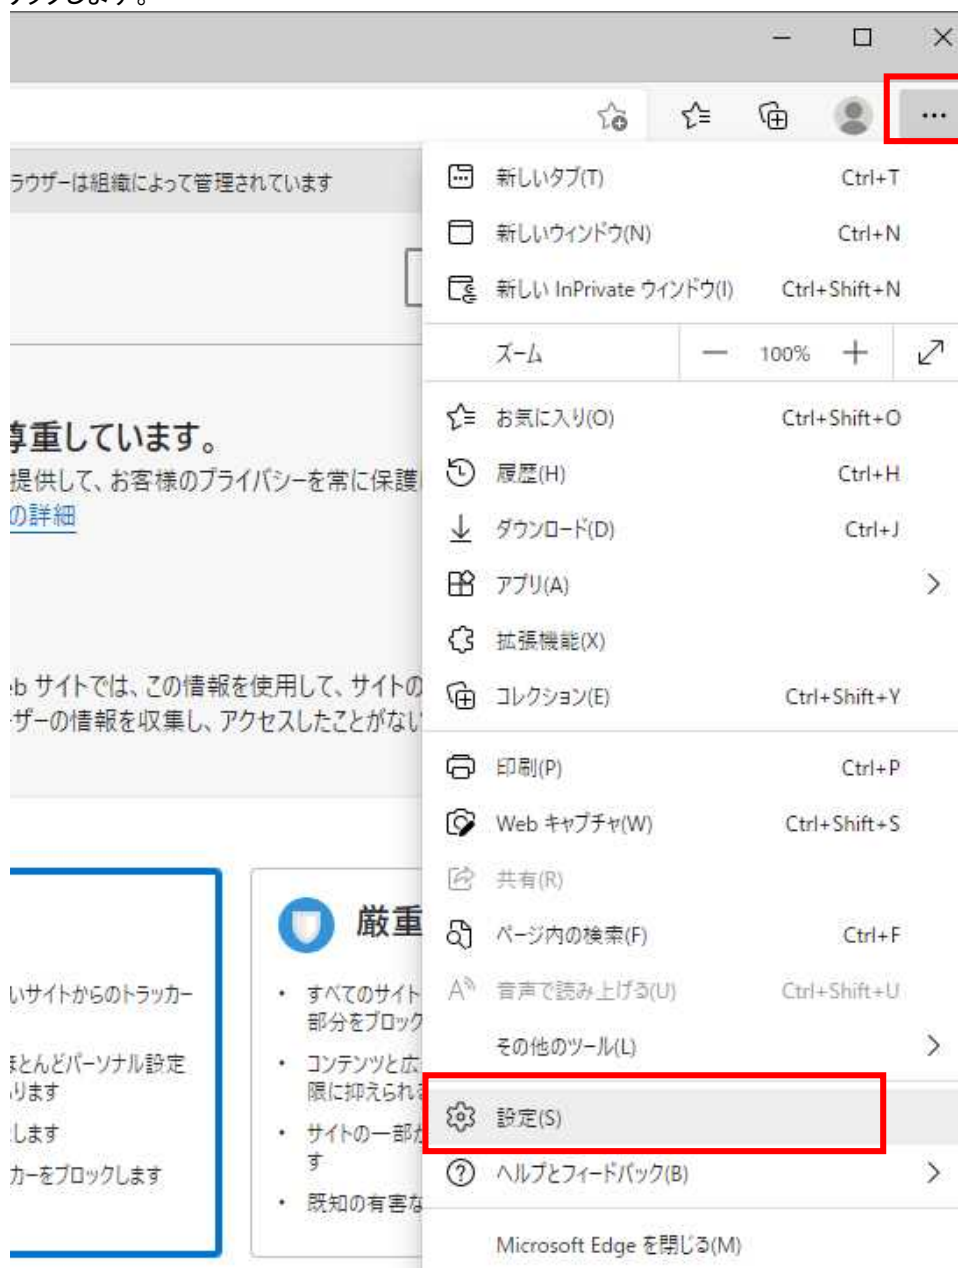 リックします。
ラウザーは組織によって管理されています
尊重しています。
提供して、お客様のプライバシーを常に保護
の詳細
eb サイトでは、この情報を使用して、サイトの
ーザーの情報を収集し、アクセスしたことがない
いサイトからのトラッカー
ほとんどパーソナル設定
ります
します
カーをブロックします
厳重
• すべてのサイト
部分をブロック
• コンテンツと広
限に抑えられ
• サイトの一部が
す
• 既知の有害な
新しいタブ(T) Ctrl+T
新しいウィンドウ(N) Ctrl+N
新しい InPrivate ウィンドウ(I) Ctrl+Shift+N
ズーム — 100% +
お気に入り(O) Ctrl+Shift+O
履歴(H) Ctrl+H
ダウンロード(D) Ctrl+J
アプリ(A)
拡張機能(X)
コレクション(E) Ctrl+Shift+Y
印刷(P) Ctrl+P
Web キャプチャ(W) Ctrl+Shift+S
共有(R)
ページ内の検索(F) Ctrl+F
音声で読み上げる(U) Ctrl+Shift+U
その他のツール(L)
設定(S)
ヘルプとフィードバック(B)
Microsoft Edge を閉じる(M)